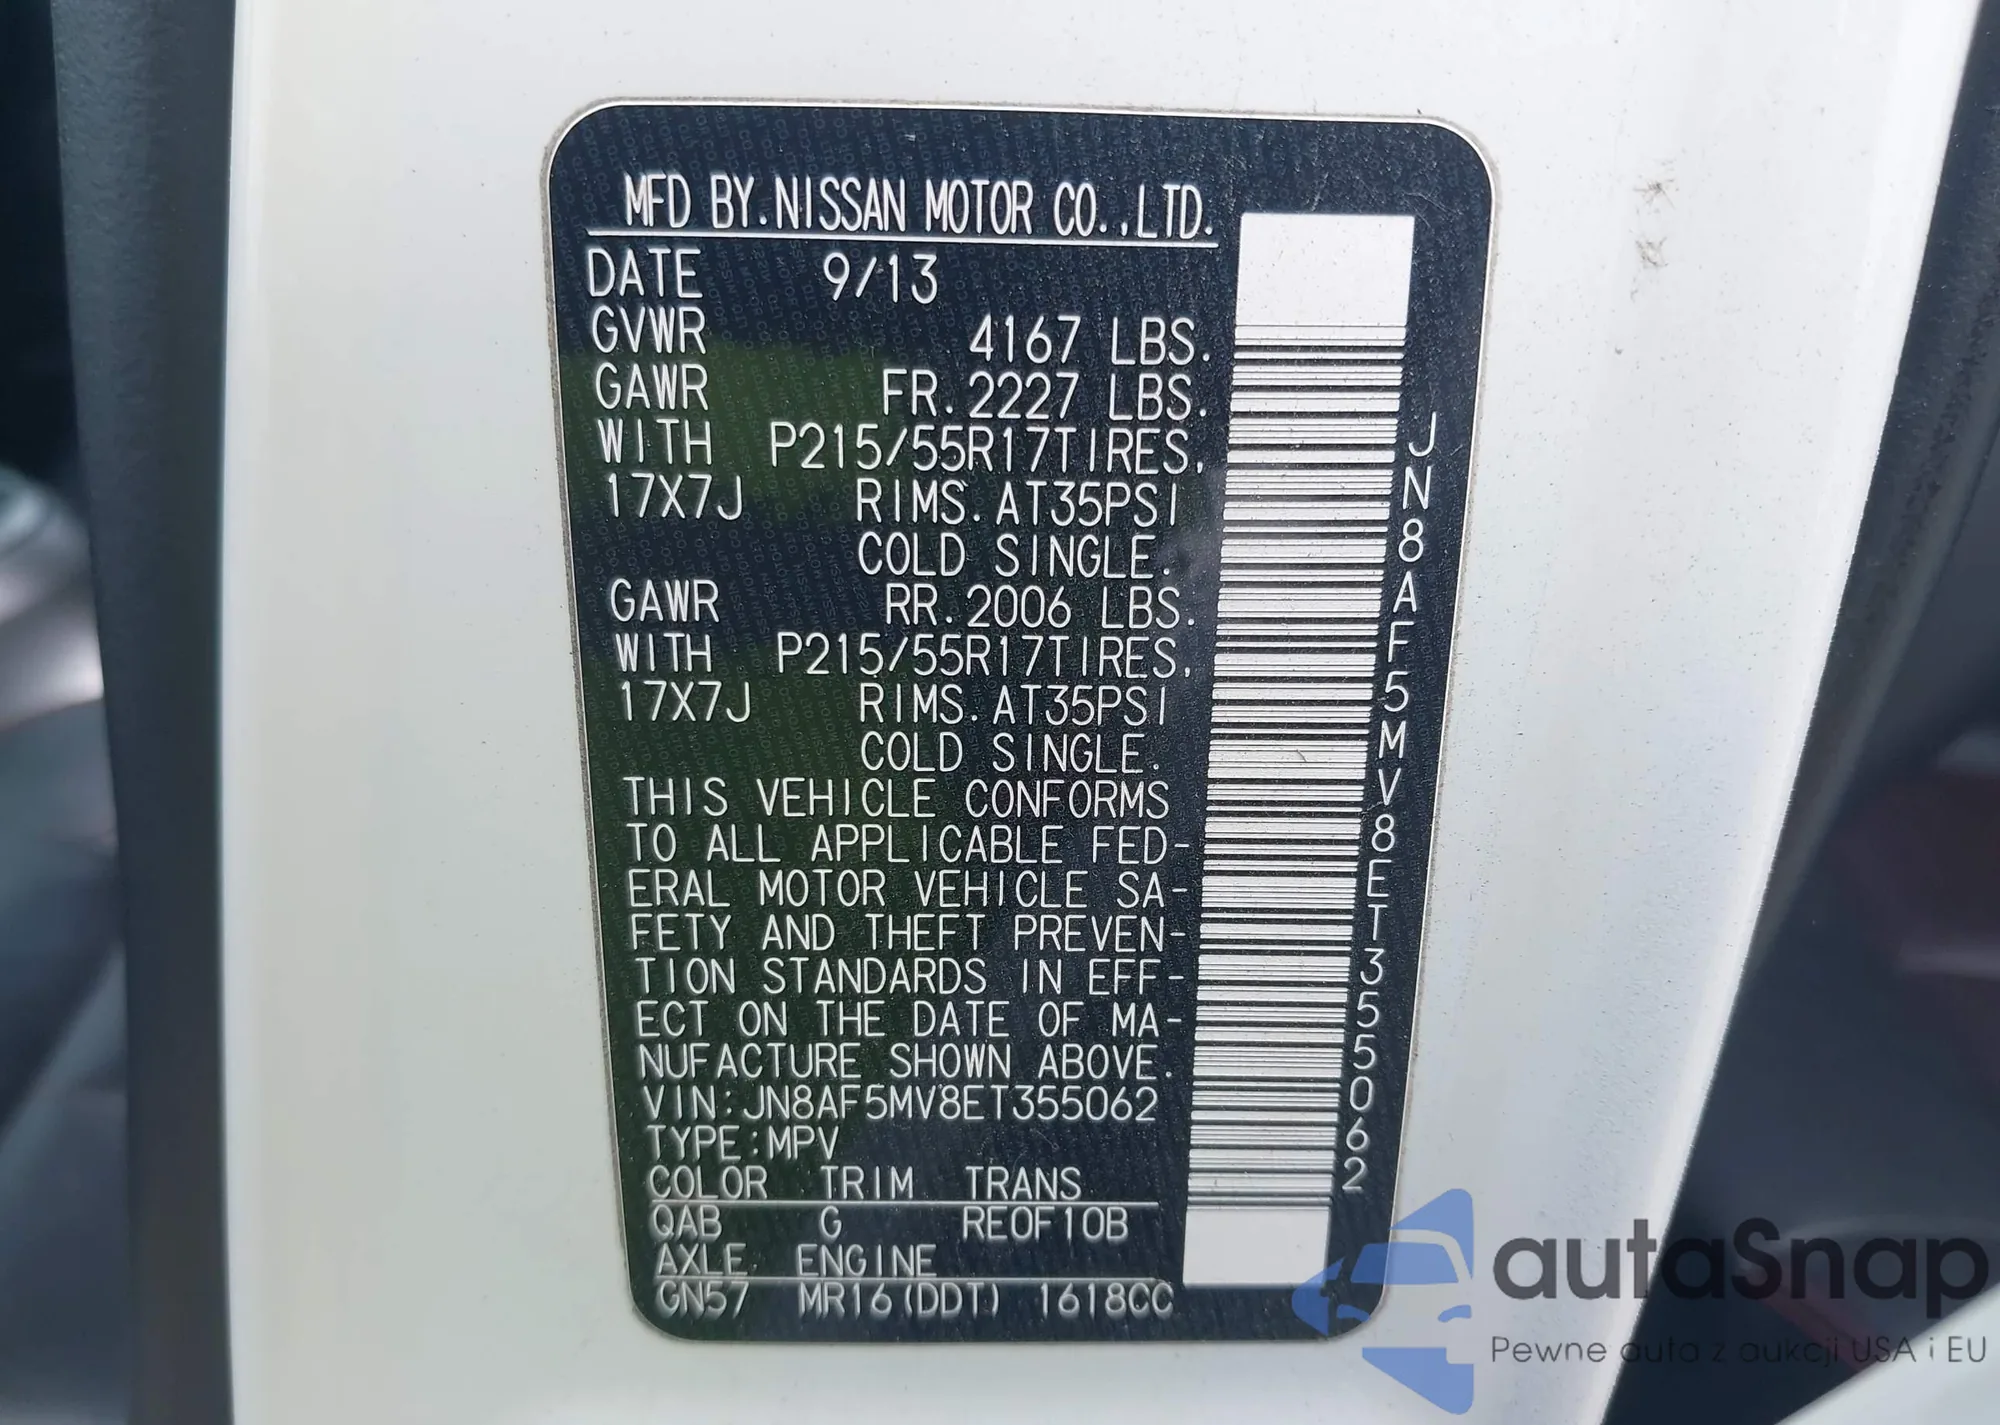 MFD BY.NISSAN MOTOR CO.,LTD.
DATE 9/13
GVWR 4167 LBS.
GAWR FR.2227 LBS.
WITH P215/55R17TIRES,
17X7J RIMS.AT35PSI
COLD SINGLE.
GAWR RR.2006 LBS.
WITH P215/55R17TIRES,
17X7J RIMS.AT35PSI
COLD SINGLE.
THIS VEHICLE CONFORMS
TO ALL APPLICABLE FED-
ERAL MOTOR VEHICLE SA-
FETY AND THEFT PREVEN-
TION STANDARDS IN EFF-
ECT ON THE DATE OF MA-
NUFACTURE SHOWN ABOVE.
VIN:JN8AF5MV8ET355062
TYPE:MPV
COLOR TRIM TRANS
QAB G RE0F10B
AXLE ENGINE
GN57 MR16(DDT) 1618CC
JN8AF5MV8ET355062
autaSnap
Pewne auta z aukcji USA i EU